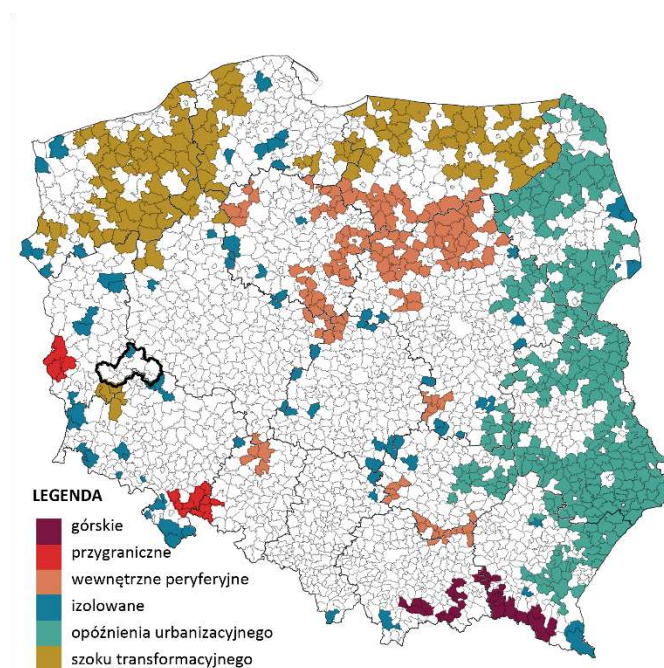 LEGENDA
górskie
przygraniczne
wewnętrzne peryferyjne
izolowane
opóźnienia urbanizacyjnego
szoku transformacyjnego